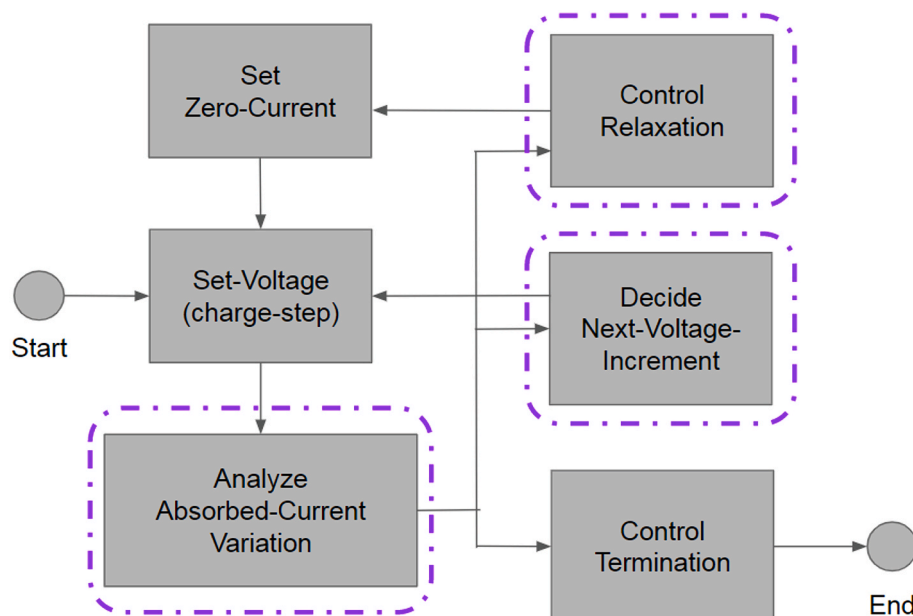 Set
Zero-Current
Control
Relaxation
Set-Voltage
(charge-step)
Decide
Next-Voltage-
Increment
Start
Analyze
Absorbed-Current
Variation
Control
Termination
End